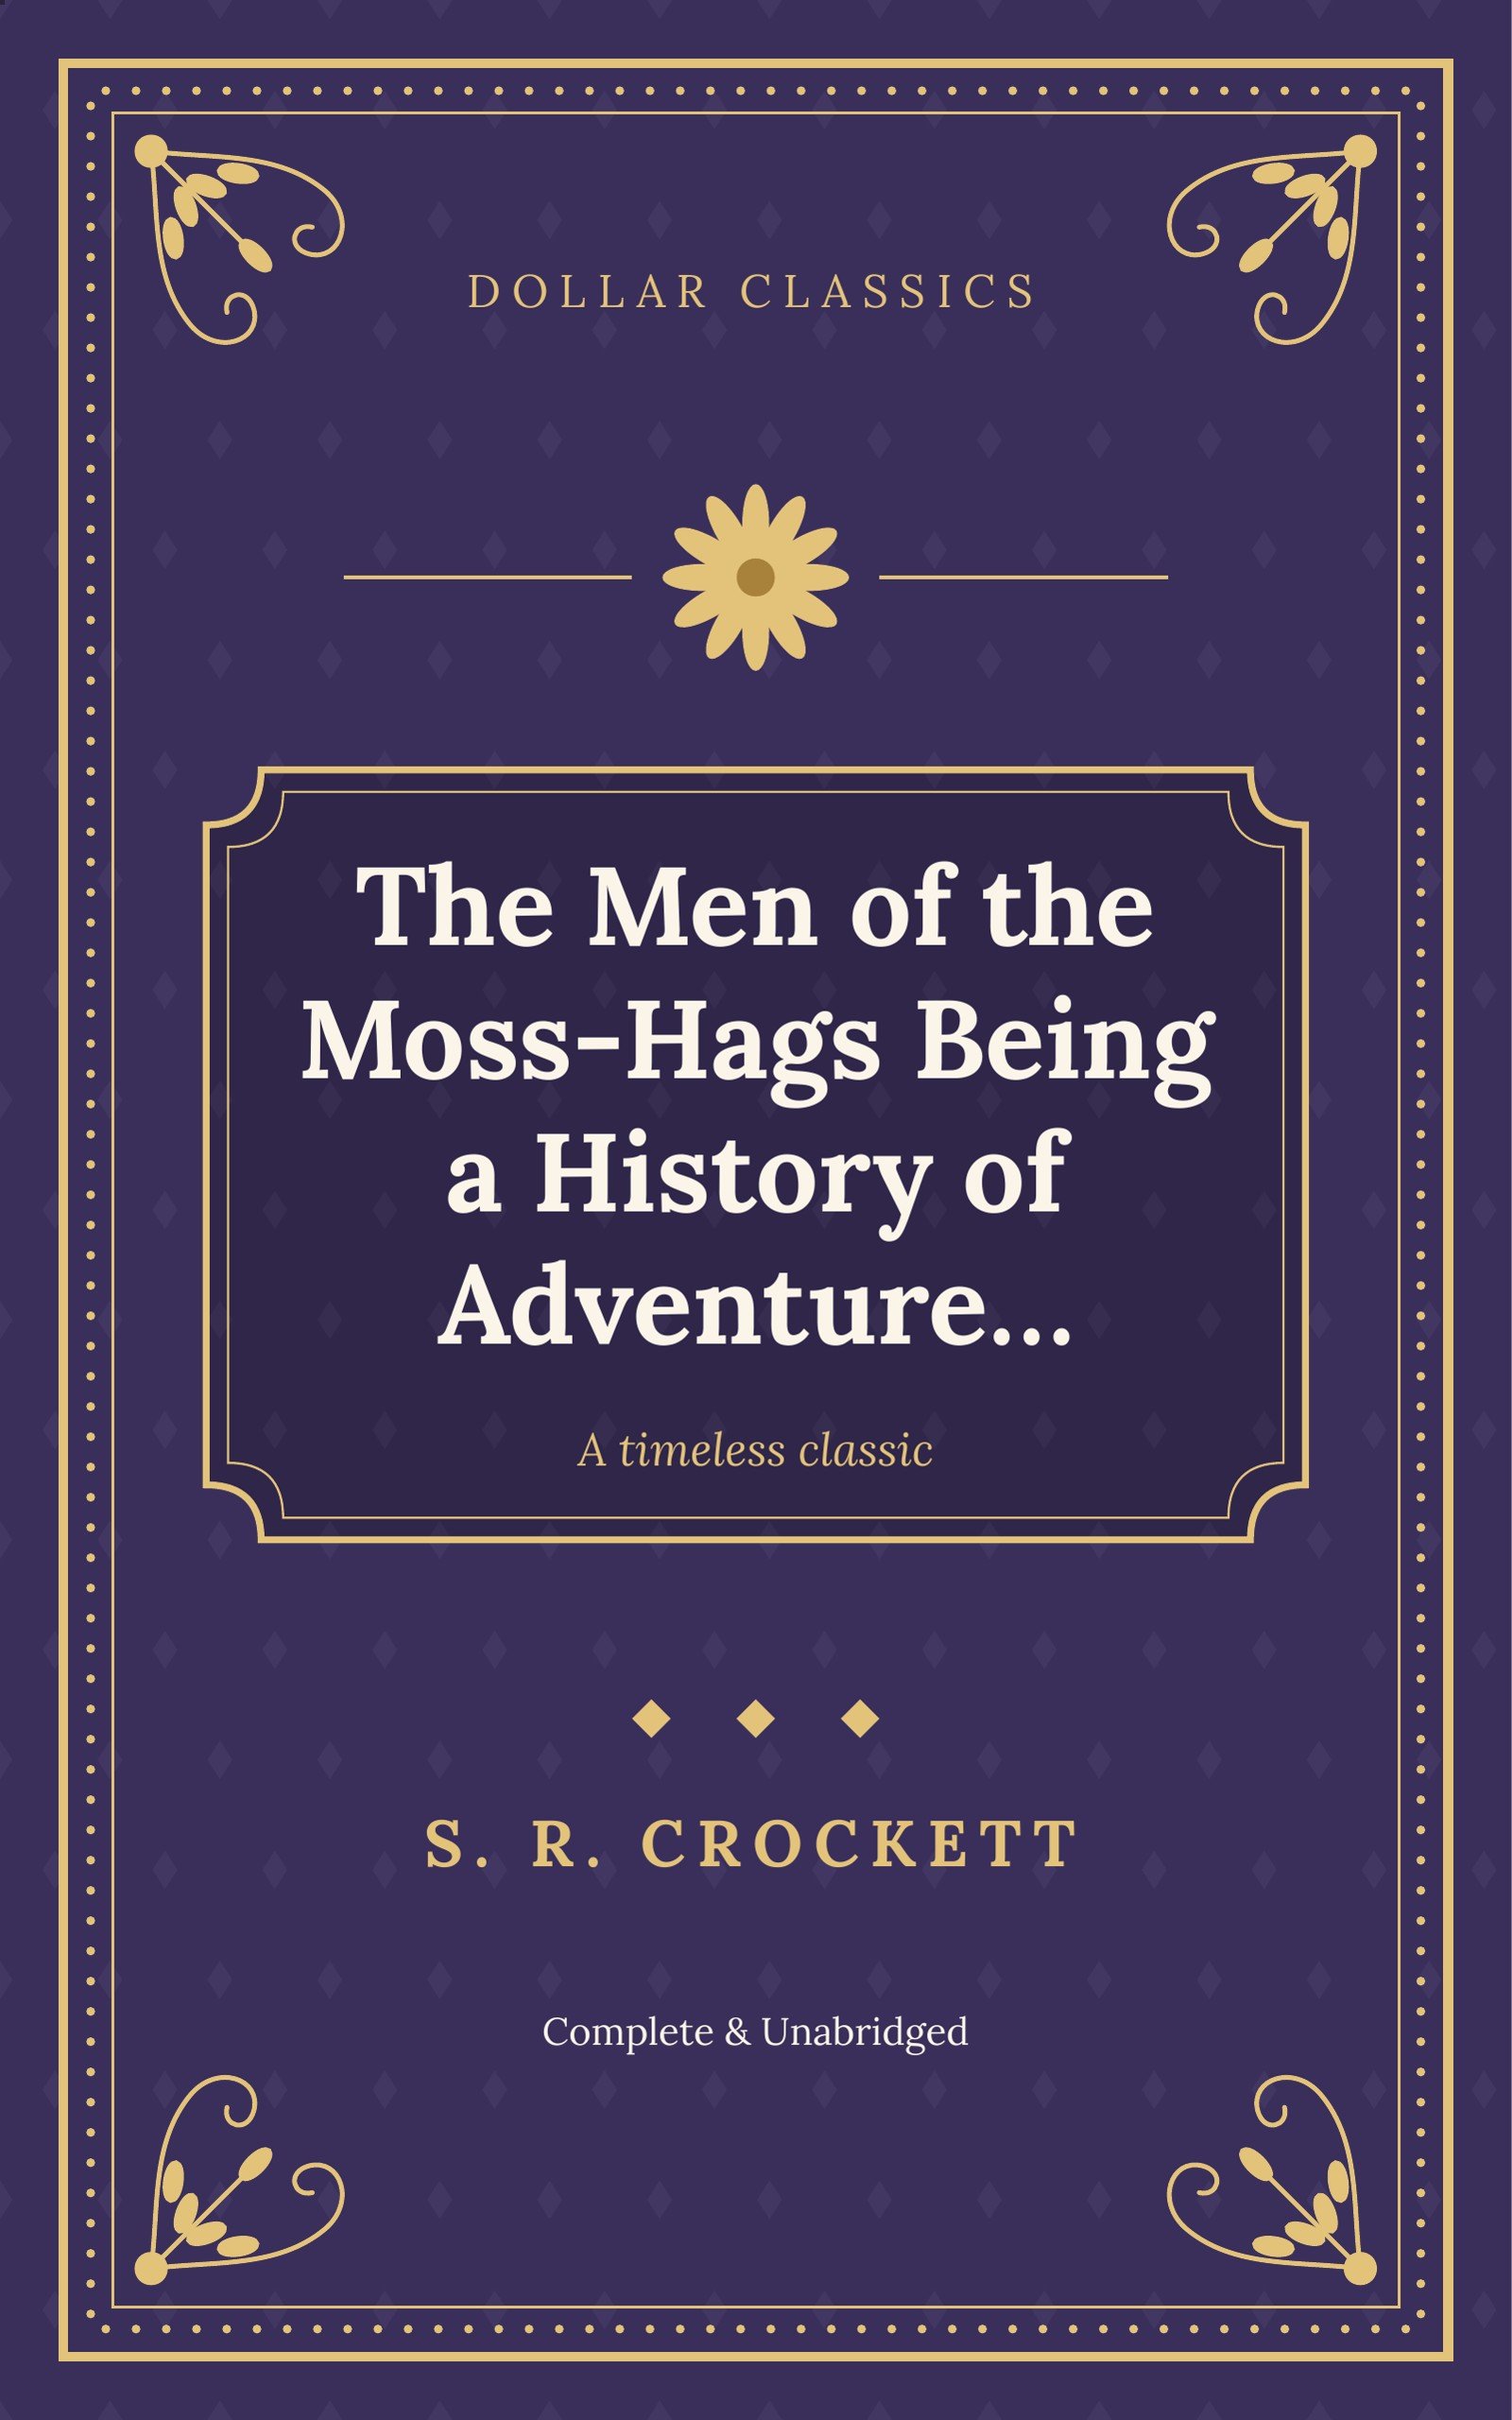 DOLLAR CLASSICS
The Men of the
Moss-Hags Being
a History of
Adventure...
A timeless classic
S. R. CROCKETT
Complete & Unabridged